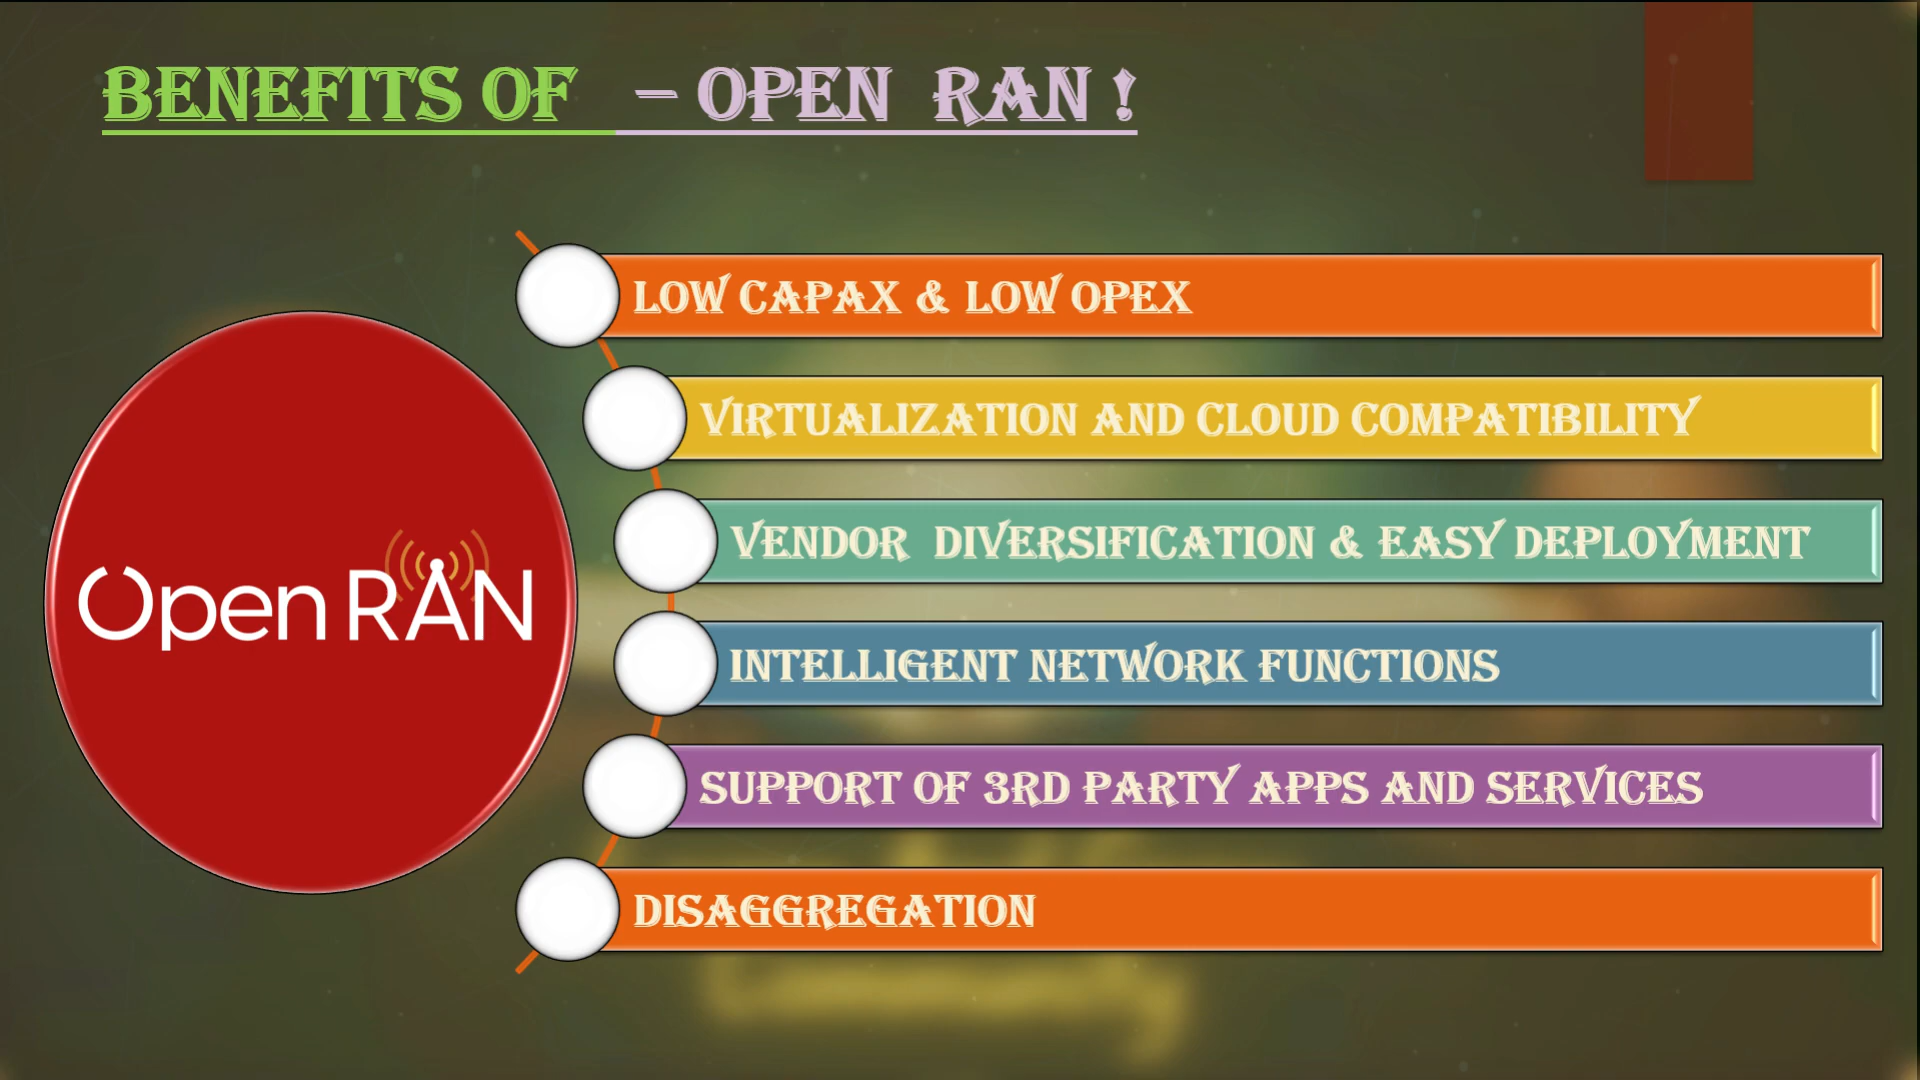 BENEFITS OF – OPEN RAN !
LOW CAPAX & LOW OPEX
VIRTUALIZATION AND CLOUD COMPATIBILITY
VENDOR DIVERSIFICATION & EASY DEPLOYMENT
Open RAN
INTELLIGENT NETWORK FUNCTIONS
SUPPORT OF 3RD PARTY APPS AND SERVICES
DISAGGREGATION